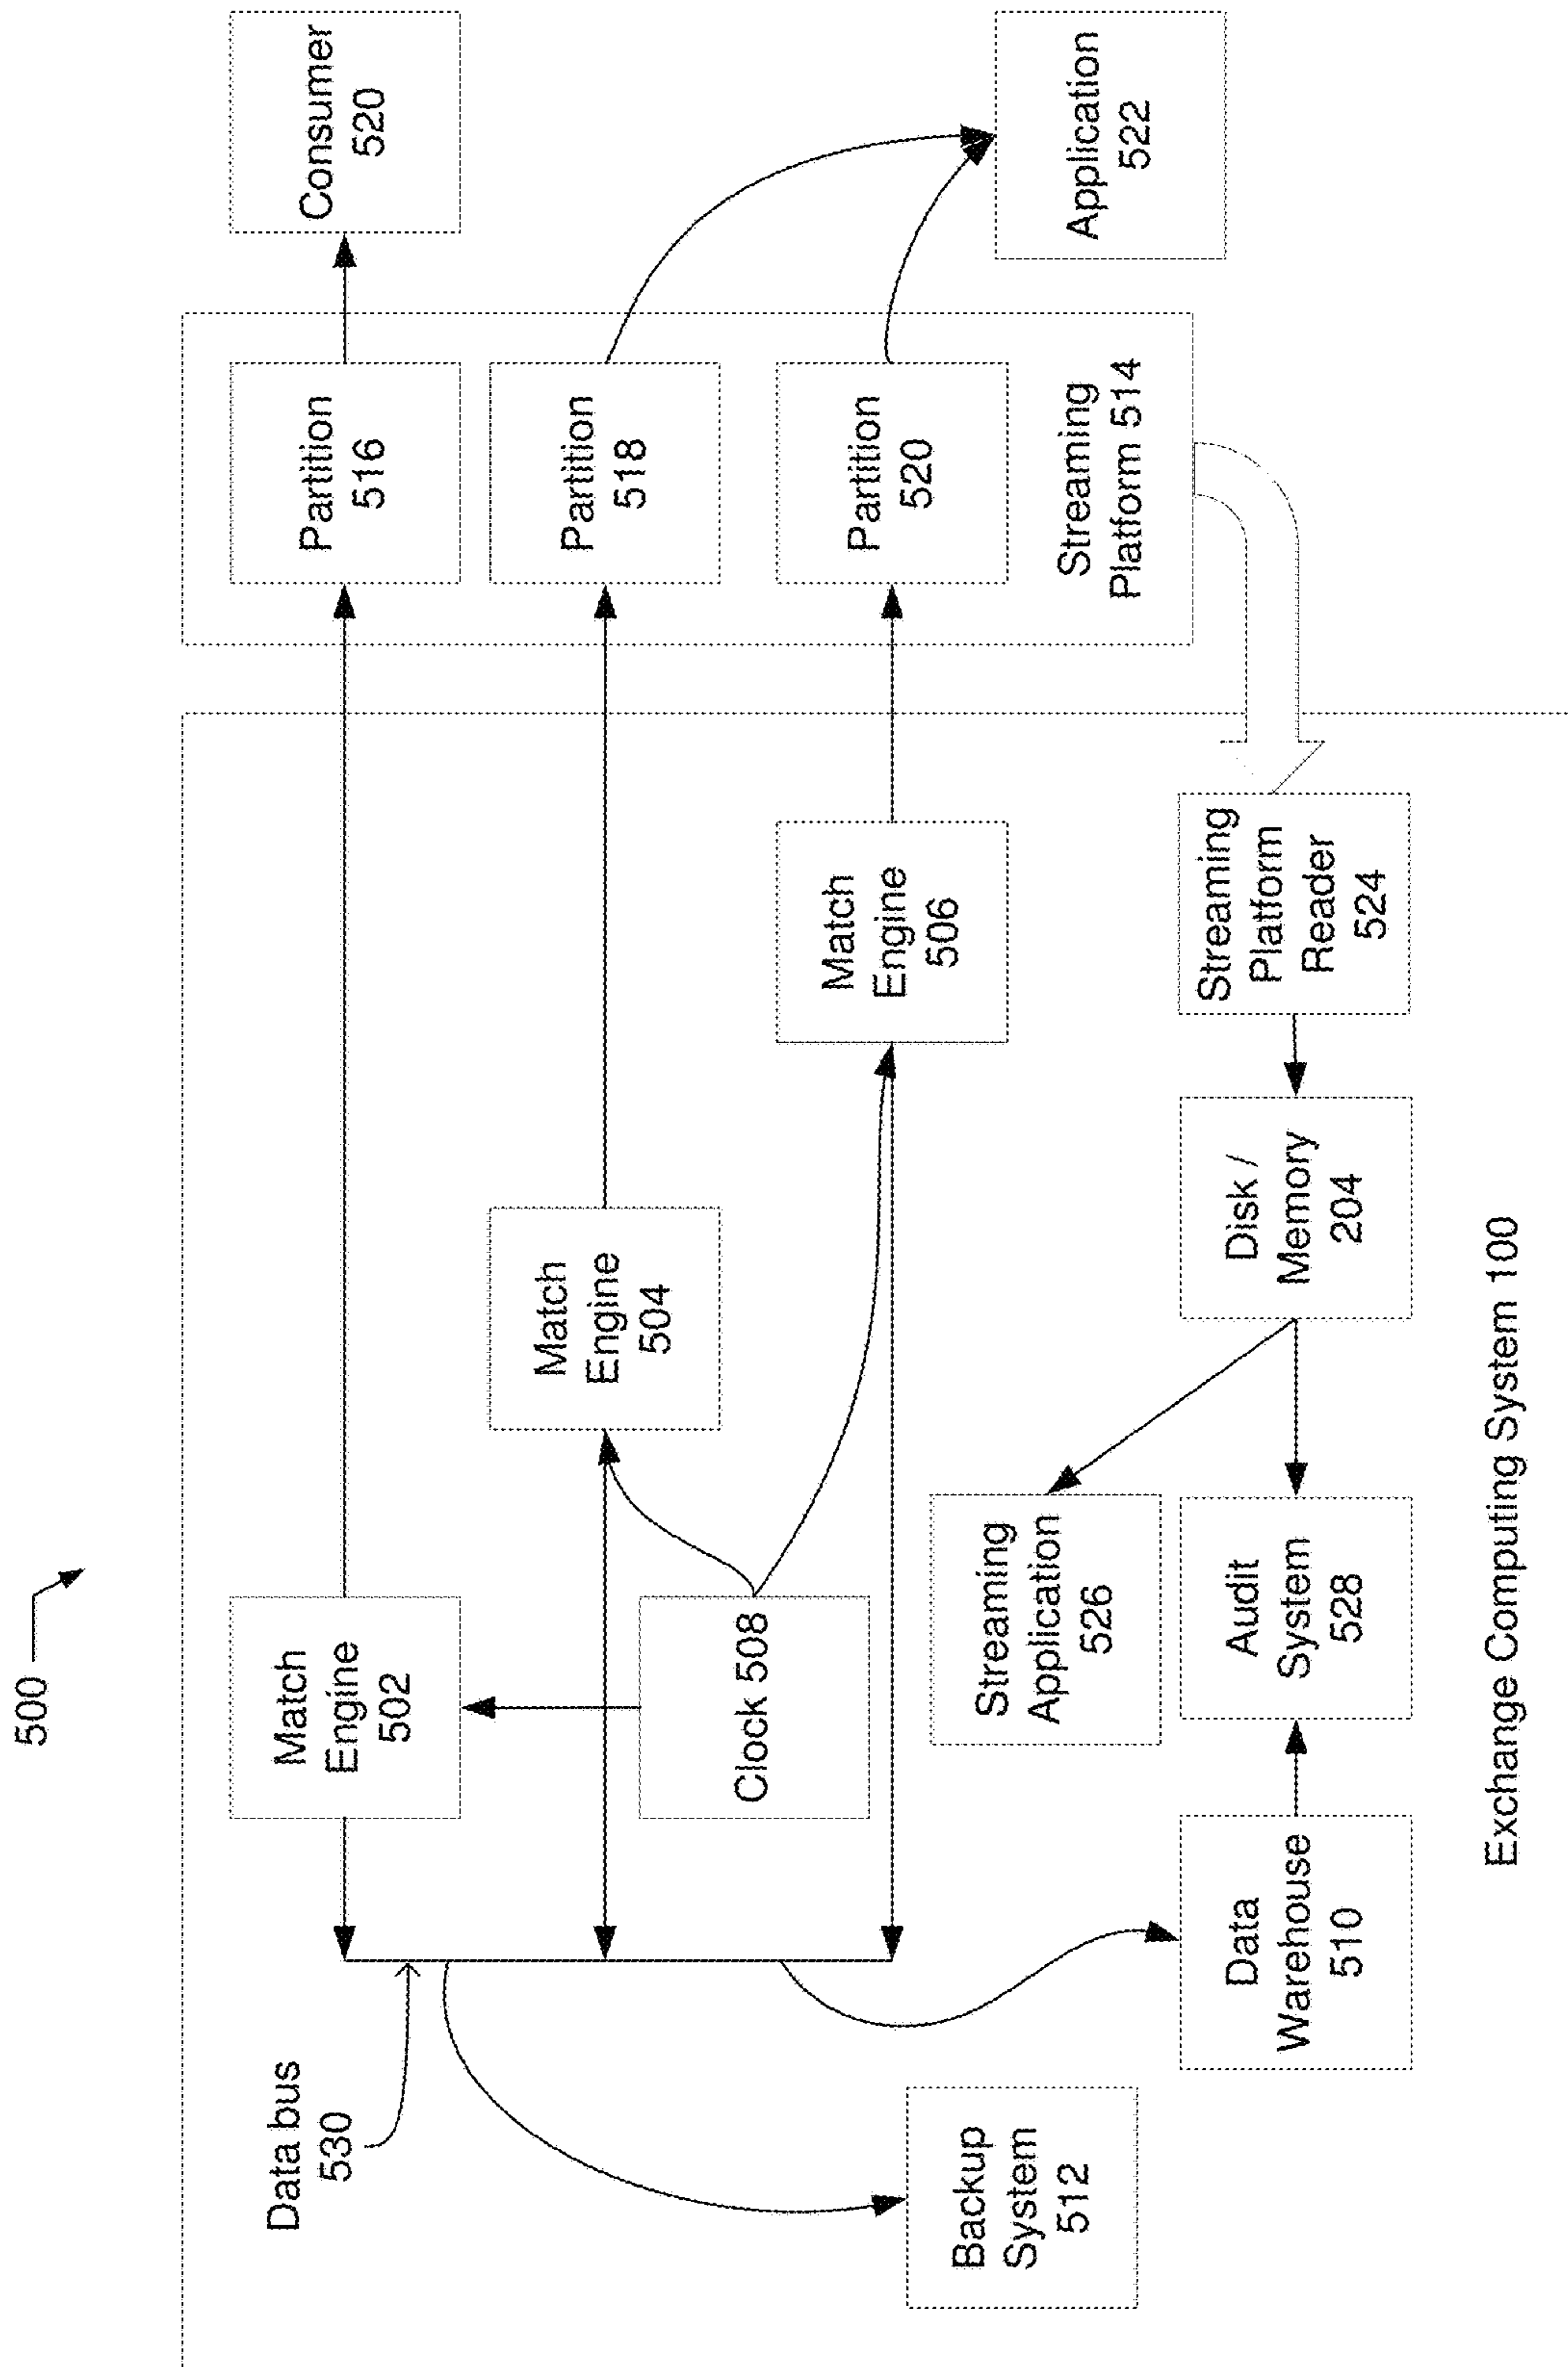 500
Data bus
530
Match
Engine
502
Partition
516
Consumer
520
Match
Engine
504
Partition
518
Clock 508
Match
Engine
506
Partition
520
Backup
System
512
Streaming
Application
526
Streaming
Platform 514
Application
522
Data
Warehouse
510
Audit
System
528
Disk /
Memory
204
Streaming
Platform
Reader
524
Exchange Computing System 100